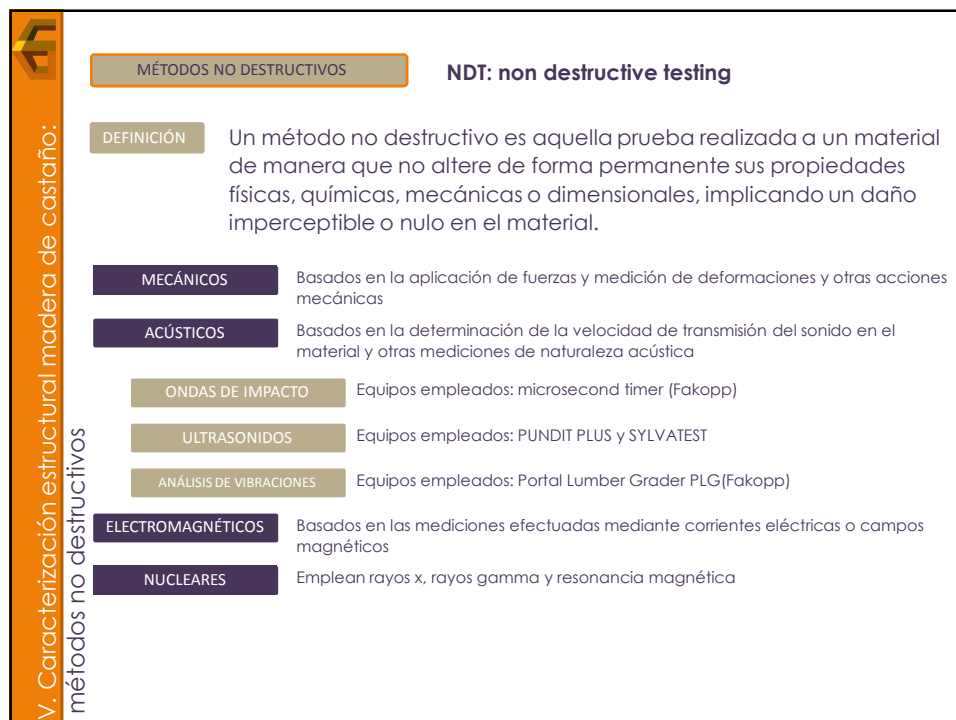 MÉTODOS NO DESTRUCTIVOS
NDT: non destructive testing
DEFINICIÓN
Un método no destructivo es aquella prueba realizada a un material
de manera que no altere de forma permanente sus propiedades
físicas, químicas, mecánicas o dimensionales, implicando un daño
imperceptible o nulo en el material.
MECÁNICOS
Basados en la aplicación de fuerzas y medición de deformaciones y otras acciones
mecánicas
ACÚSTICOS
Basados en la determinación de la velocidad de transmisión del sonido en el
material y otras mediciones de naturaleza acústica
ONDAS DE IMPACTO
Equipos empleados: microsecond timer (Fakopp)
ULTRASONIDOS
Equipos empleados: PUNDIT PLUS y SYLVATEST
ANÁLISIS DE VIBRACIONES
Equipos empleados: Portal Lumber Grader PLG(Fakopp)
ELECTROMAGNÉTICOS
Basados en las mediciones efectuadas mediante corrientes eléctricas o campos
magnéticos
NUCLEARES
Emplean rayos x, rayos gamma y resonancia magnética
V. Caracterización estructural madera de castaño:
métodos no destructivos